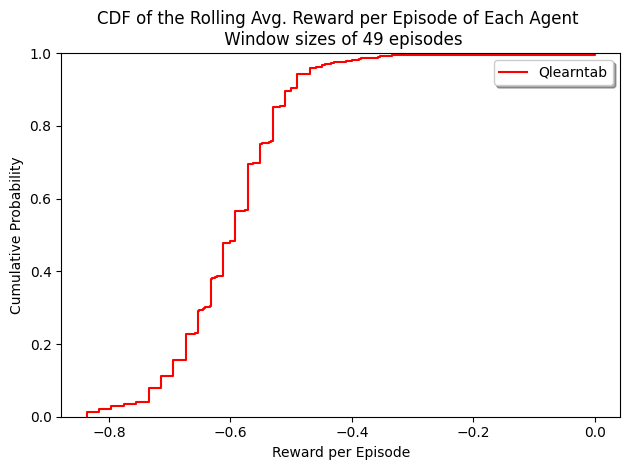 CDF of the Rolling Avg. Reward per Episode of Each Agent
Window sizes of 49 episodes
Qlearntab
1.0
0.8
0.6
0.4
0.2
0.0
Cumulative Probability
−0.8
−0.6
−0.4
−0.2
0.0
Reward per Episode